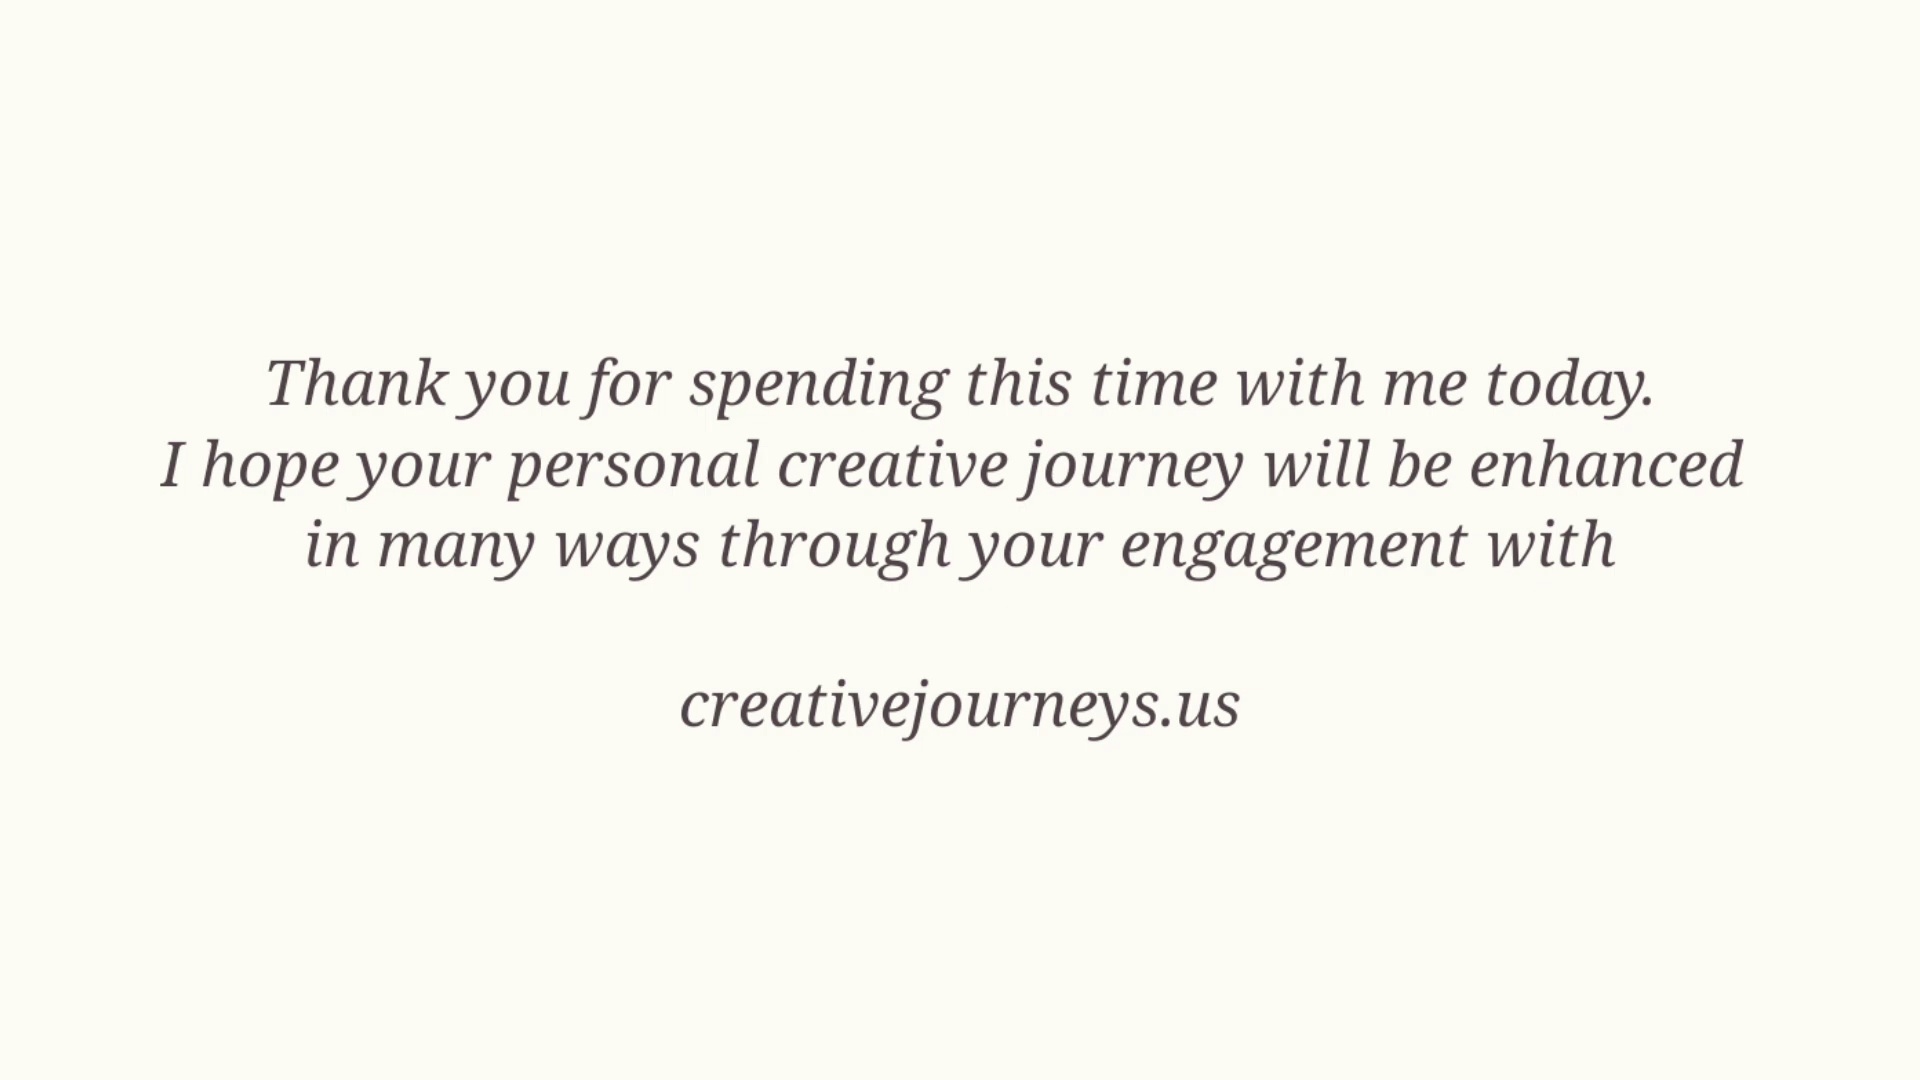 Thank you for spending this time with me today.
I hope your personal creative journey will be enhanced
in many ways through your engagement with
creativejourneys.us